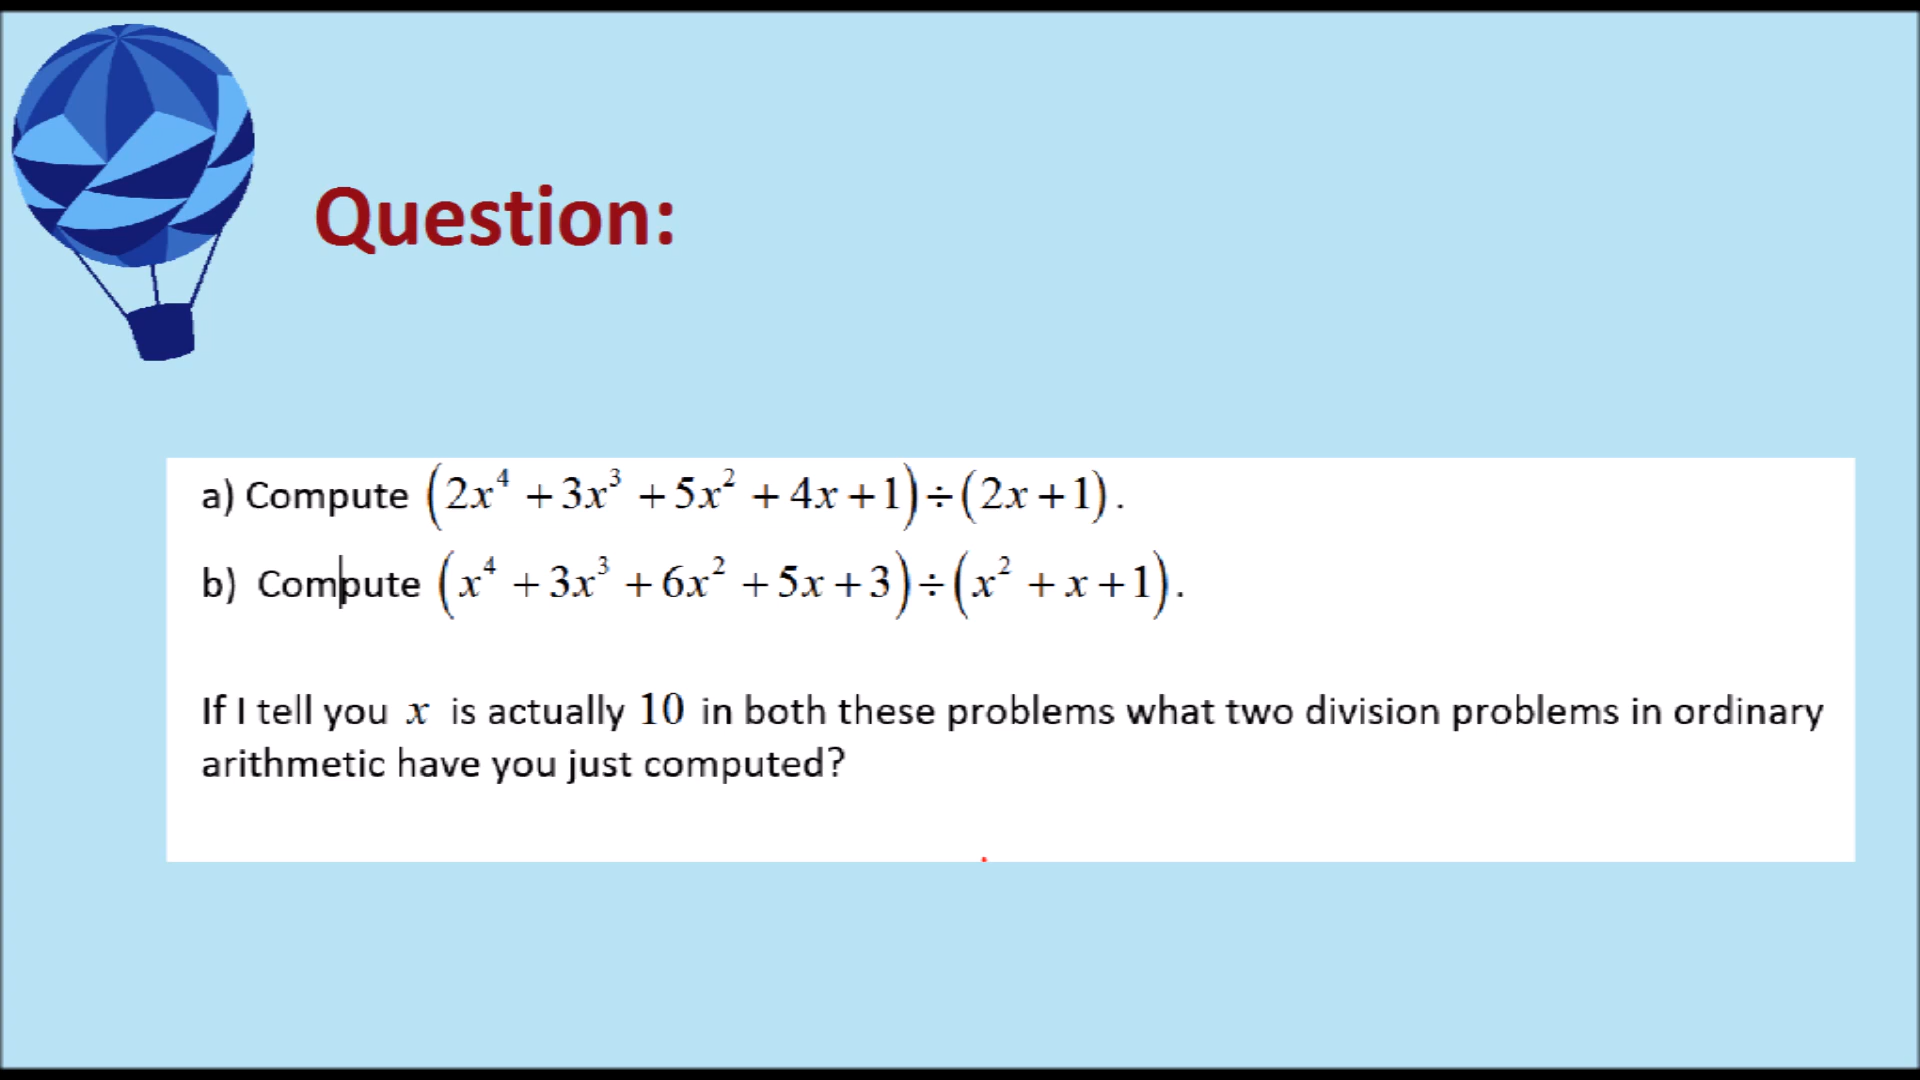 Question:
a) Compute (2x⁴ + 3x³ + 5x² + 4x + 1) ÷ (2x + 1).
b) Compute (x⁴ + 3x³ + 6x² + 5x + 3) ÷ (x² + x + 1).
If I tell you x is actually 10 in both these problems what two division problems in ordinary
arithmetic have you just computed?